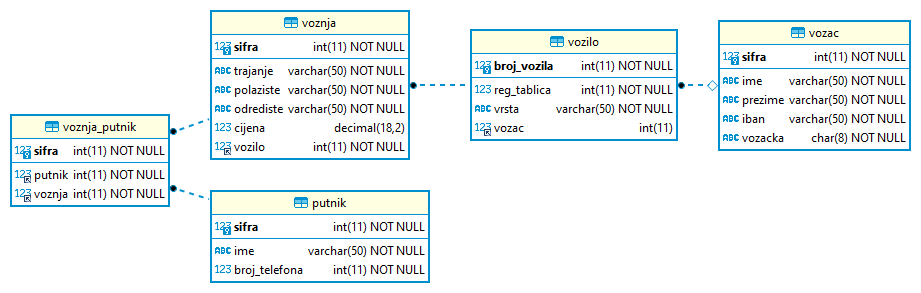 voznja
123 sifra int(11) NOT NULL
ABC trajanje varchar(50) NOT NULL
ABC polaziste varchar(50) NOT NULL
ABC odrediste varchar(50) NOT NULL
123 cijena decimal(18,2)
123 vozilo int(11) NOT NULL
vozilo
123 broj_vozila int(11) NOT NULL
123 reg_tablica int(11) NOT NULL
ABC vrsta varchar(50) NOT NULL
123 vozac int(11)
vozac
123 sifra int(11) NOT NULL
ABC ime varchar(50) NOT NULL
ABC prezime varchar(50) NOT NULL
ABC iban varchar(50) NOT NULL
ABC vozacka char(8) NOT NULL
voznja_putnik
123 sifra int(11) NOT NULL
123 putnik int(11) NOT NULL
123 voznja int(11) NOT NULL
putnik
123 sifra int(11) NOT NULL
ABC ime varchar(50) NOT NULL
123 broj_telefona int(11) NOT NULL